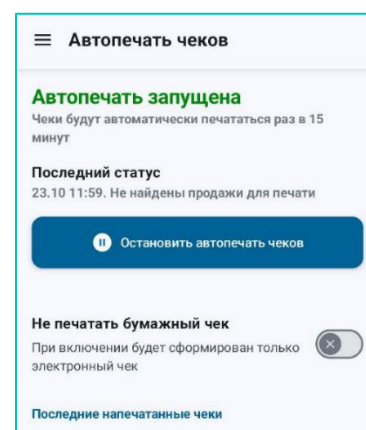 Автопечать чеков
Автопечать запущена
Чеки будут автоматически печататься раз в 15
минут
Последний статус
23.10 11:59. Не найдены продажи для печати
Остановить автопечать чеков
Не печатать бумажный чек
При включении будет сформирован только
электронный чек
Последние напечатанные чеки